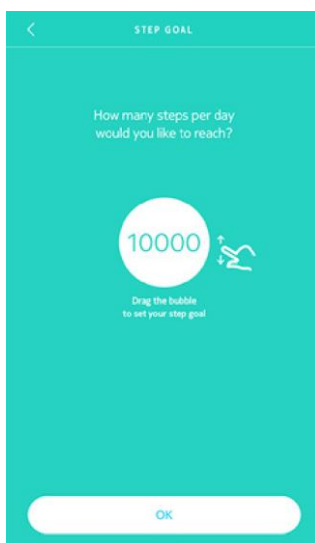 STEP GOAL
How many steps per day
would you like to reach?
10000
Drag the bubble
to set your step goal
OK